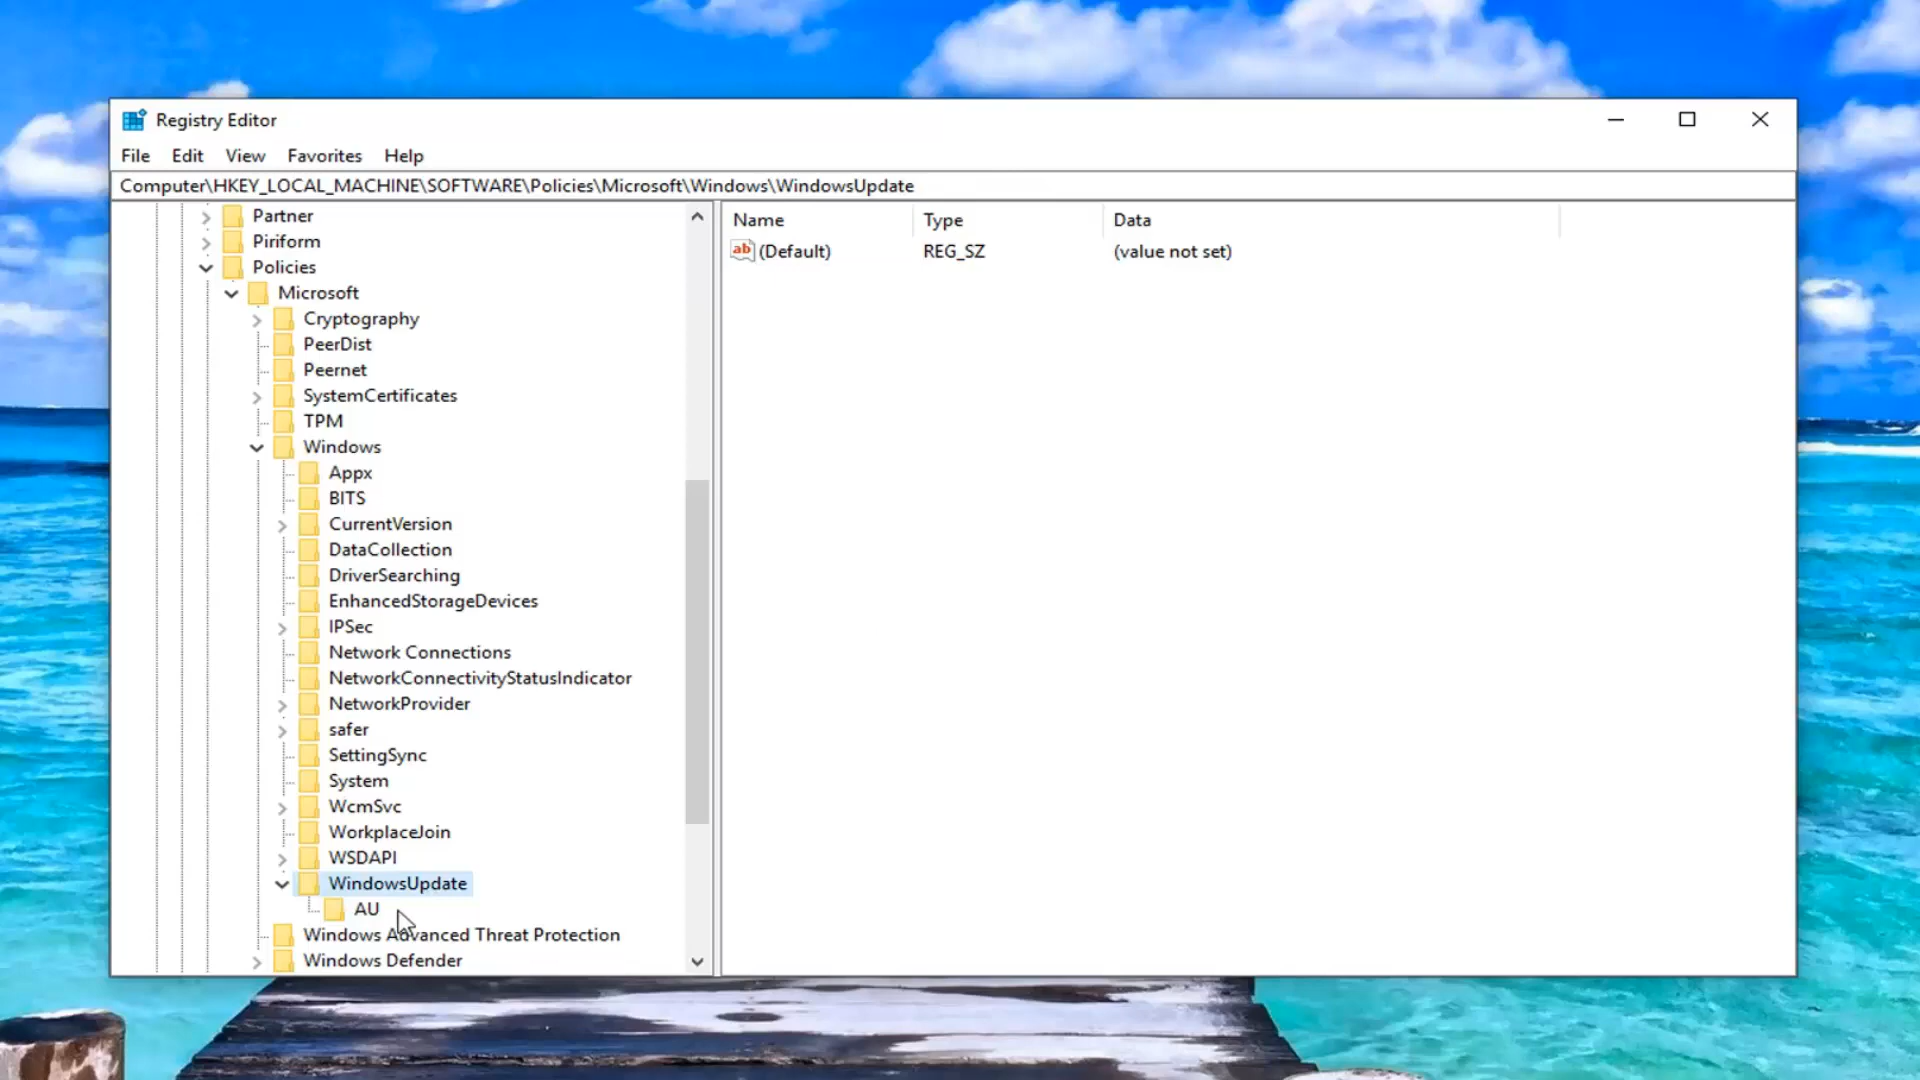 Registry Editor
File Edit View Favorites Help
Computer\HKEY_LOCAL_MACHINE\SOFTWARE\Policies\Microsoft\Windows\WindowsUpdate
Partner
Piriform
Policies
Microsoft
Cryptography
PeerDist
Peernet
SystemCertificates
TPM
Windows
Appx
BITS
CurrentVersion
DataCollection
DriverSearching
EnhancedStorageDevices
IPSec
Network Connections
NetworkConnectivityStatusIndicator
NetworkProvider
safer
SettingSync
System
WcmSvc
WorkplaceJoin
WSDAPI
WindowsUpdate
AU
Windows Advanced Threat Protection
Windows Defender
Name Type Data
ab (Default) REG_SZ (value not set)